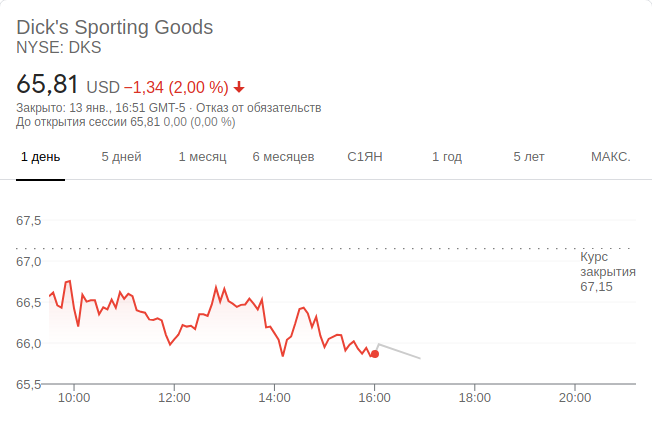 Dick's Sporting Goods
NYSE: DKS
65,81 USD −1,34 (2,00 %)
Закрыто: 13 янв., 16:51 GMT-5 · Отказ от обязательств
До открытия сессии 65,81 0,00 (0,00 %)
1 день 5 дней 1 месяц 6 месяцев С1ЯН 1 год 5 лет МАКС.
67,5
67,0
66.5
66.0
65,5
Курс
закрытия
67,15
10:00 12:00 14:00 16:00 18:00 20:00